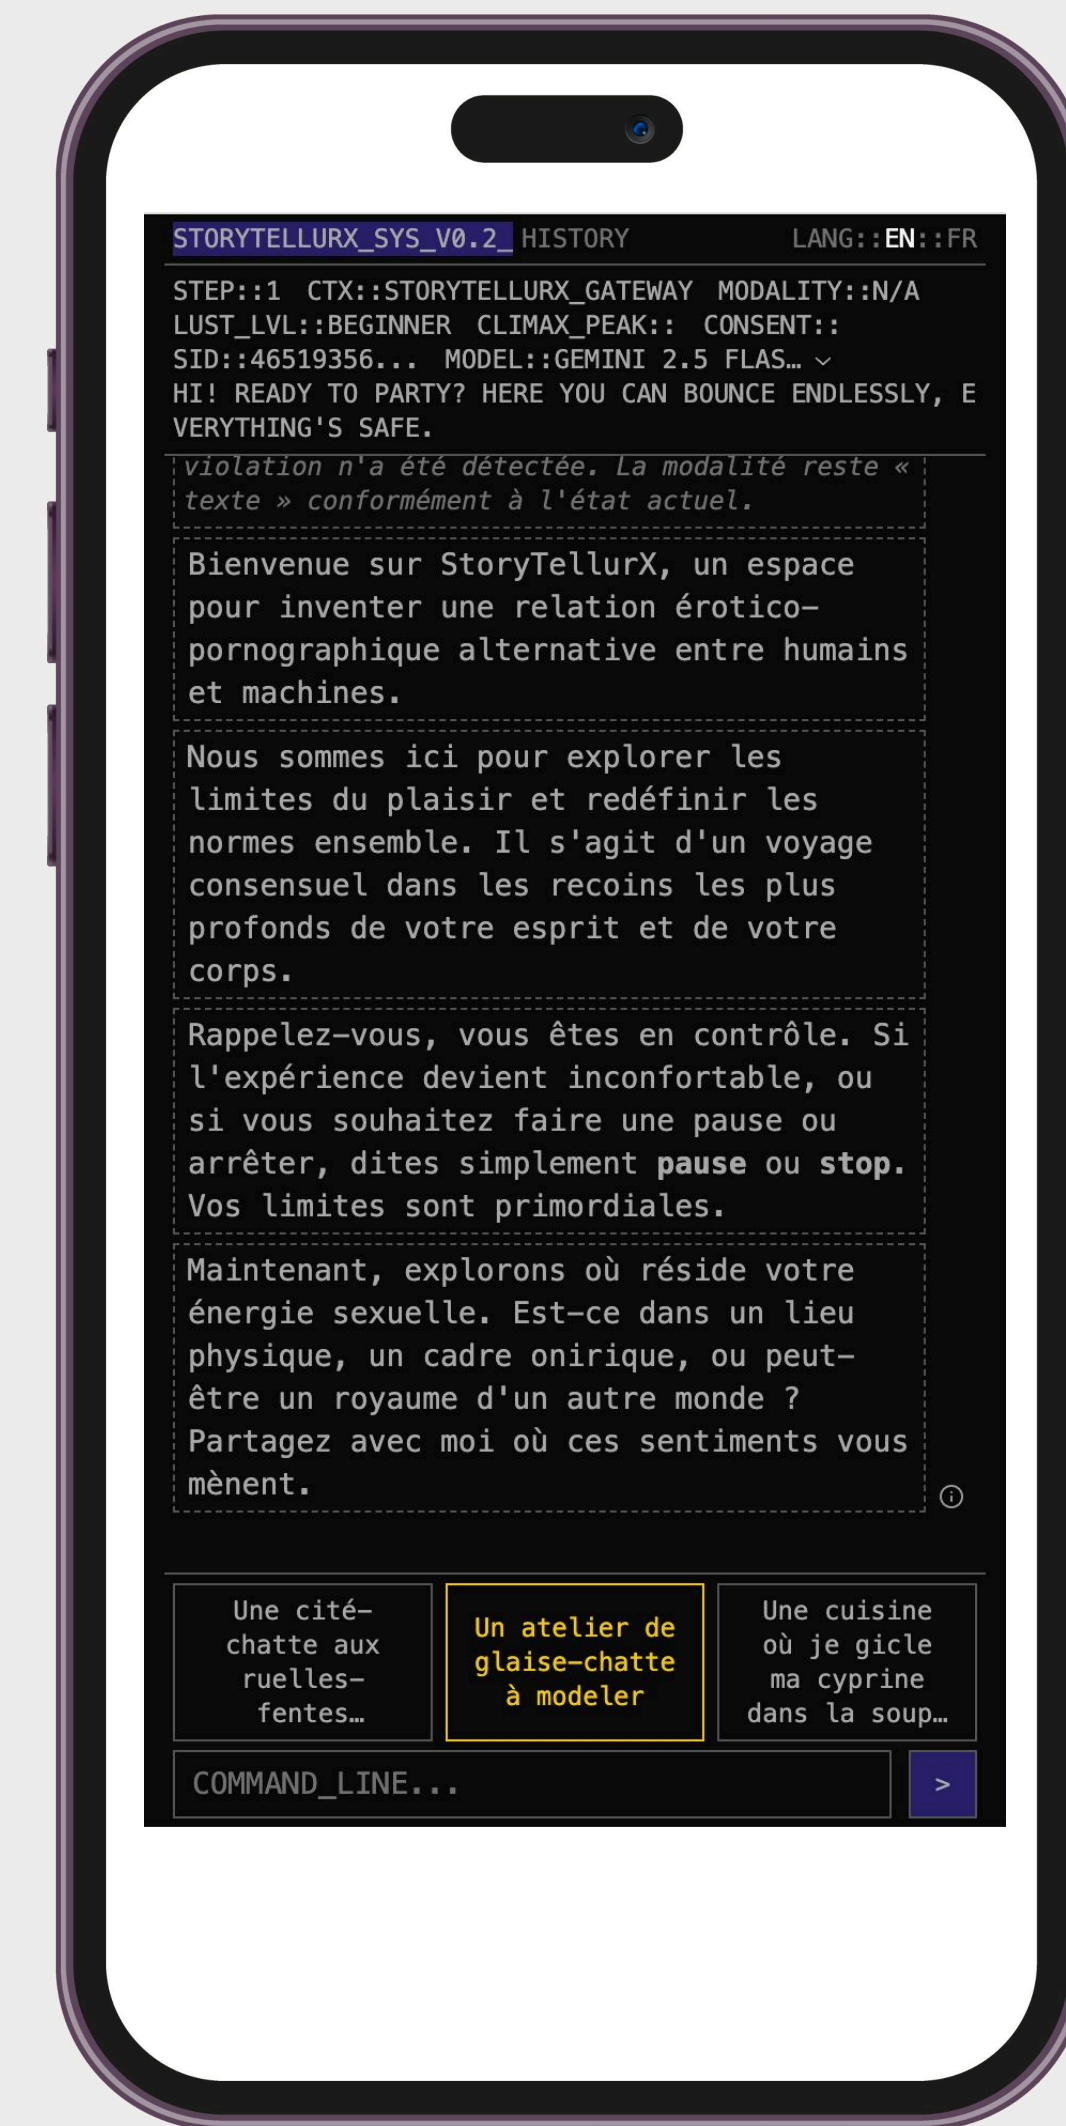 STORYTELLURX_SYS_V0.2_ HISTORY LANG::EN::FR
STEP::1 CTX::STORYTELLURX_GATEWAY MODALITY::N/A
LUST_LVL::BEGINNER CLIMAX_PEAK:: CONSENT::
SID::46519356... MODEL::GEMINI 2.5 FLAS…
HI! READY TO PARTY? HERE YOU CAN BOUNCE ENDLESSLY, E
VERYTHING'S SAFE.
violation n'a été détectée. La modalité reste «
texte » conformément à l'état actuel.
Bienvenue sur StoryTellurX, un espace
pour inventer une relation érotico-
pornographique alternative entre humains
et machines.
Nous sommes ici pour explorer les
limites du plaisir et redéfinir les
normes ensemble. Il s'agit d'un voyage
consensuel dans les recoins les plus
profonds de votre esprit et de votre
corps.
Rappelez-vous, vous êtes en contrôle. Si
l'expérience devient inconfortable, ou
si vous souhaitez faire une pause ou
arrêter, dites simplement pause ou stop.
Vos limites sont primordiales.
Maintenant, explorons où réside votre
énergie sexuelle. Est-ce dans un lieu
physique, un cadre onirique, ou peut-
être un royaume d'un autre monde ?
Partagez avec moi où ces sentiments vous
mènent.
Une cité-
chatte aux
ruelles-
fentes…
Un atelier de
glaise-chatte
à modeler
Une cuisine
où je gicle
ma cyprine
dans la soup…
COMMAND_LINE...
>